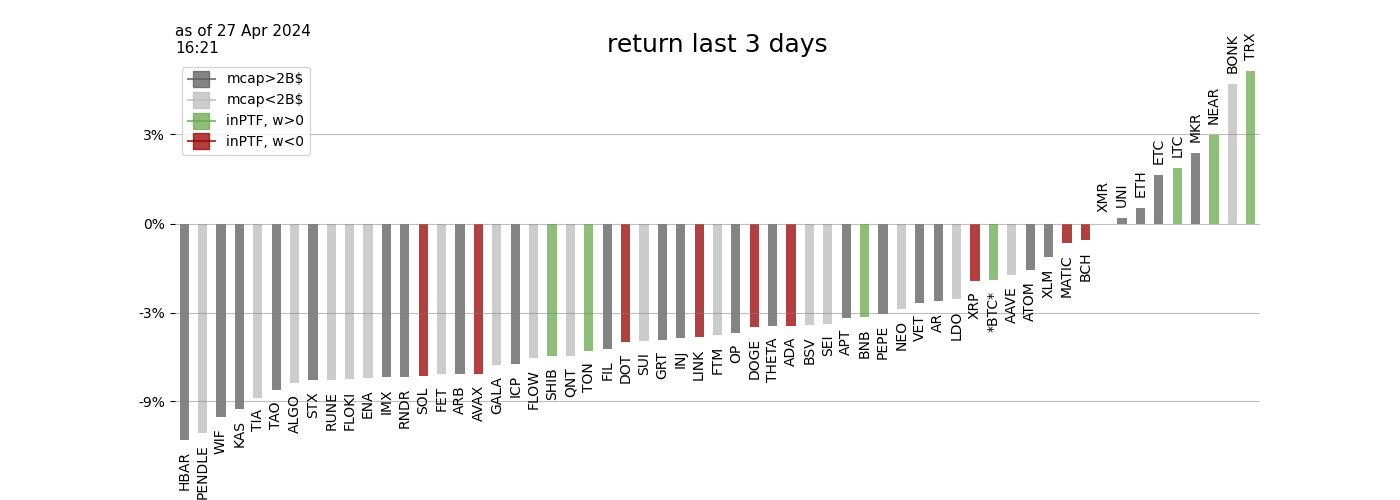 as of 27 Apr 2024
16:21
return last 3 days
mcap>2B$
mcap<2B$
inPTF, w>0
inPTF, w<0
3%
0%
-3%
-9%
HBAR
PENDLE
WIF
KAS
TIA
TAO
ALGO
STX
RUNE
FLOKI
ENA
IMX
RNDR
SOL
FET
ARB
AVAX
GALA
ICP
FLOW
SHIB
QNT
TON
FIL
DOT
SUI
GRT
INJ
LINK
FTM
OP
DOGE
THETA
ADA
BSV
SEI
APT
BNB
PEPE
NEO
VET
AR
LDO
XRP
*BTC*
AAVE
ATOM
XLM
MATIC
BCH
XMR
UNI
ETH
ETC
LTC
MKR
NEAR
BONK
TRX